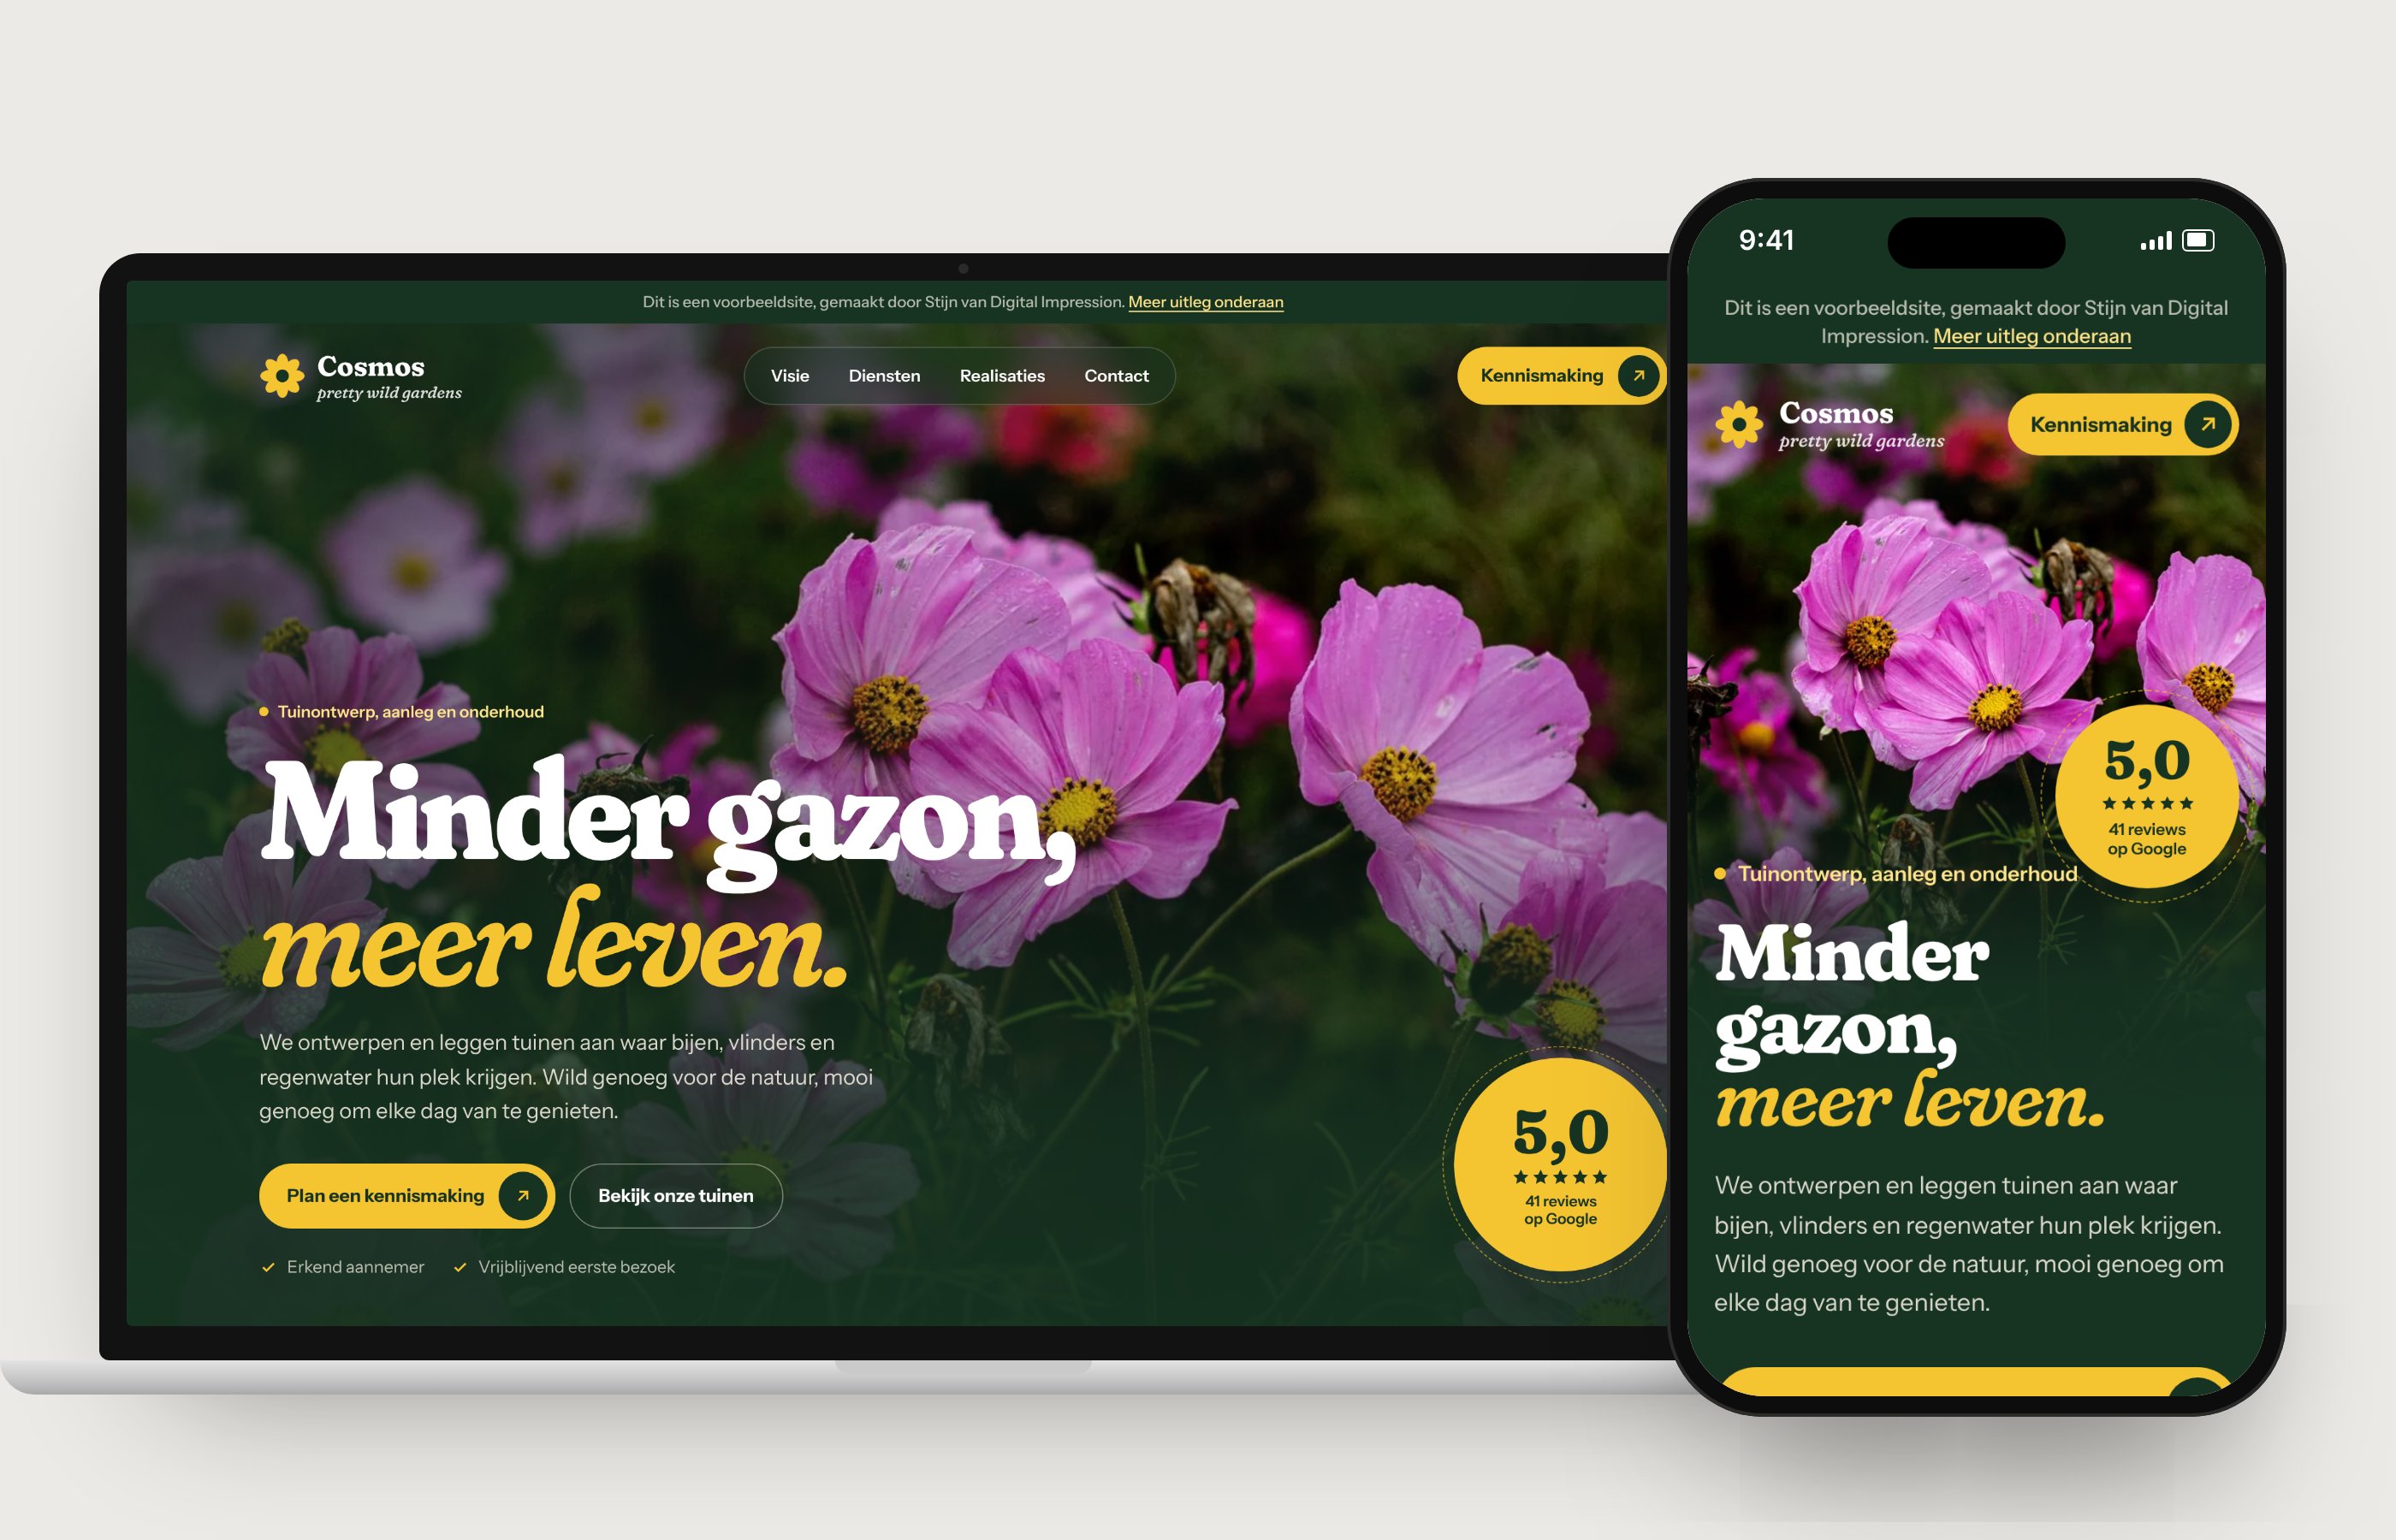 Dit is een voorbeeldsite, gemaakt door Stijn van Digital Impression. Meer uitleg onderaan
Cosmos
pretty wild gardens
Visie Diensten Realisaties Contact
Kennismaking
Tuinontwerp, aanleg en onderhoud
Minder gazon,
meer leven.
We ontwerpen en leggen tuinen aan waar bijen, vlinders en
regenwater hun plek krijgen. Wild genoeg voor de natuur, mooi
genoeg om elke dag van te genieten.
Plan een kennismaking
Bekijk onze tuinen
Erkend aannemer
Vrijblijvend eerste bezoek
5,0
41 reviews
op Google
9:41
Dit is een voorbeeldsite, gemaakt door Stijn van Digital
Impression. Meer uitleg onderaan
Cosmos
pretty wild gardens
Kennismaking
5,0
41 reviews
op Google
Tuinontwerp, aanleg en onderhoud
Minder
gazon,
meer leven.
We ontwerpen en leggen tuinen aan waar
bijen, vlinders en regenwater hun plek krijgen.
Wild genoeg voor de natuur, mooi genoeg om
elke dag van te genieten.